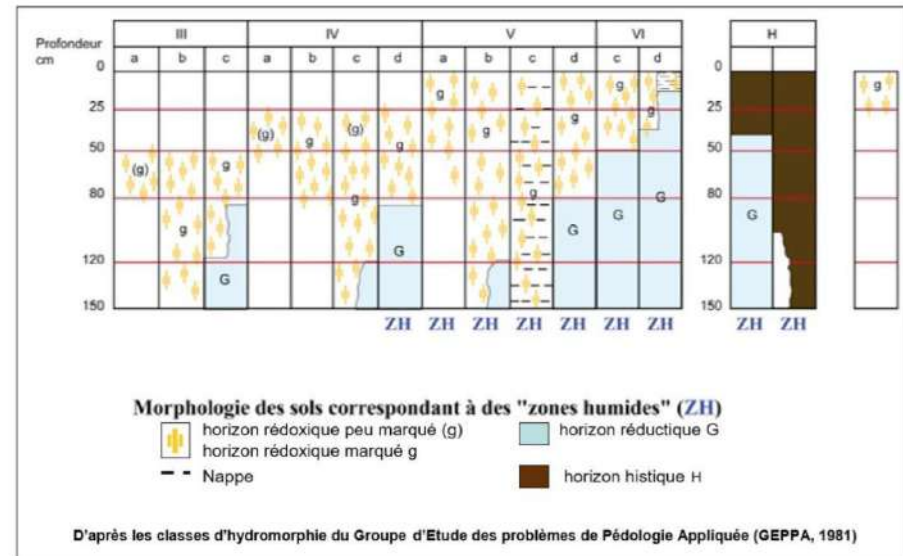 III IV V VI H
Profondeur
cm
a b c a b c d a b c d c d
0 0
g g g
25 25
(g) g (g) g g g g
50 50
(g) g
80 80
g g g G G G G
120 120
G G
150 150
ZH ZH ZH ZH ZH ZH ZH ZH ZH
Morphologie des sols correspondant à des "zones humides" (ZH)
horizon rédoxique peu marqué (g) horizon réductique G
horizon rédoxique marqué g
Nappe horizon histique H
D'après les classes d'hydromorphie du Groupe d'Etude des problèmes de Pédologie Appliquée (GEPPA, 1981)